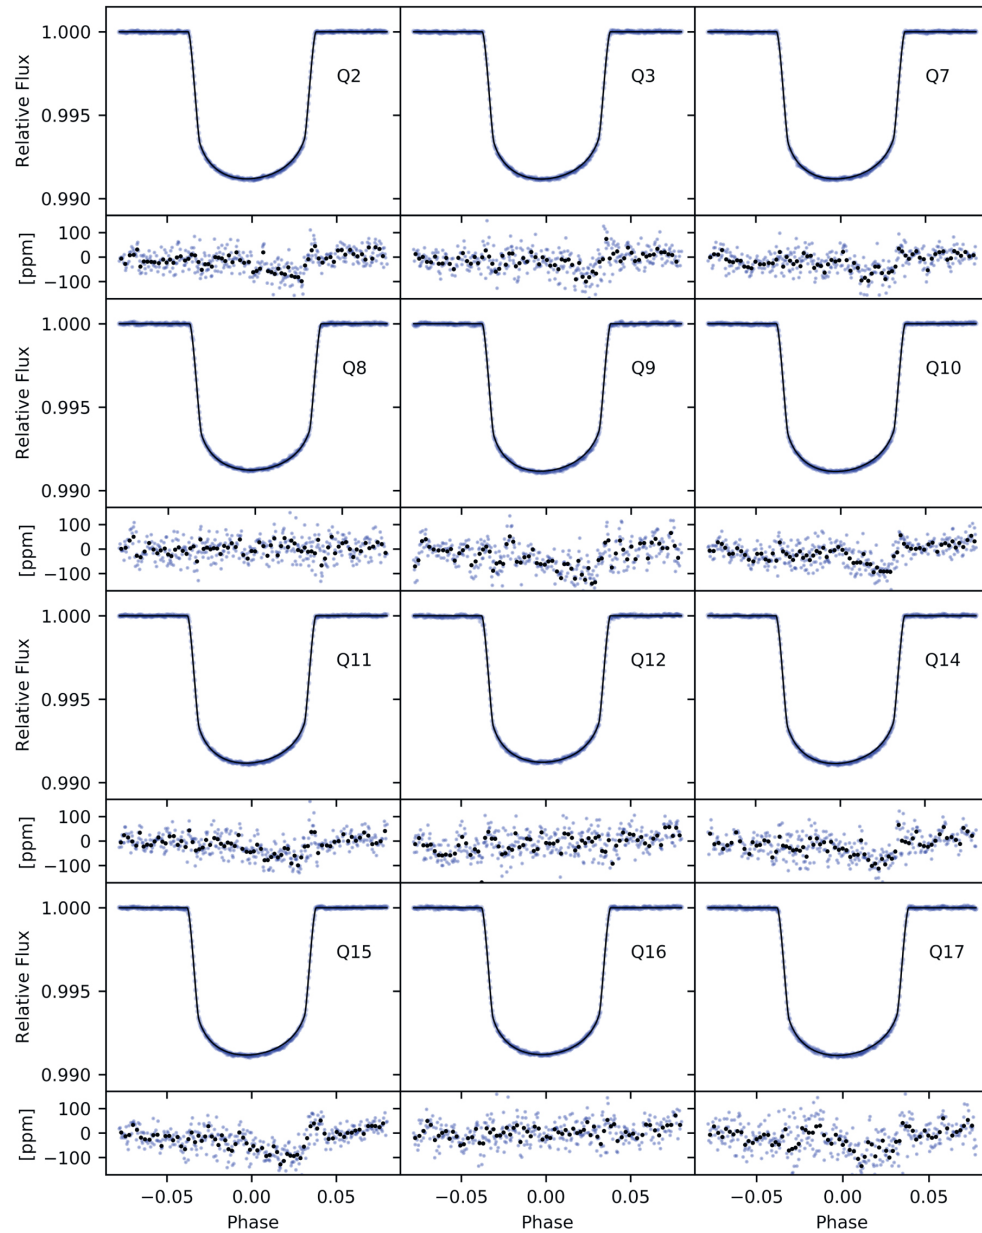 Relative Flux
1.000
0.995
0.990
Q2
Q3
Q7
[ppm]
100
0
−100
Relative Flux
1.000
0.995
0.990
Q8
Q9
Q10
[ppm]
100
0
−100
Relative Flux
1.000
0.995
0.990
Q11
Q12
Q14
[ppm]
100
0
−100
Relative Flux
1.000
0.995
0.990
Q15
Q16
Q17
[ppm]
100
0
−100
−0.05 0.00 0.05
−0.05 0.00 0.05
−0.05 0.00 0.05
Phase
Phase
Phase